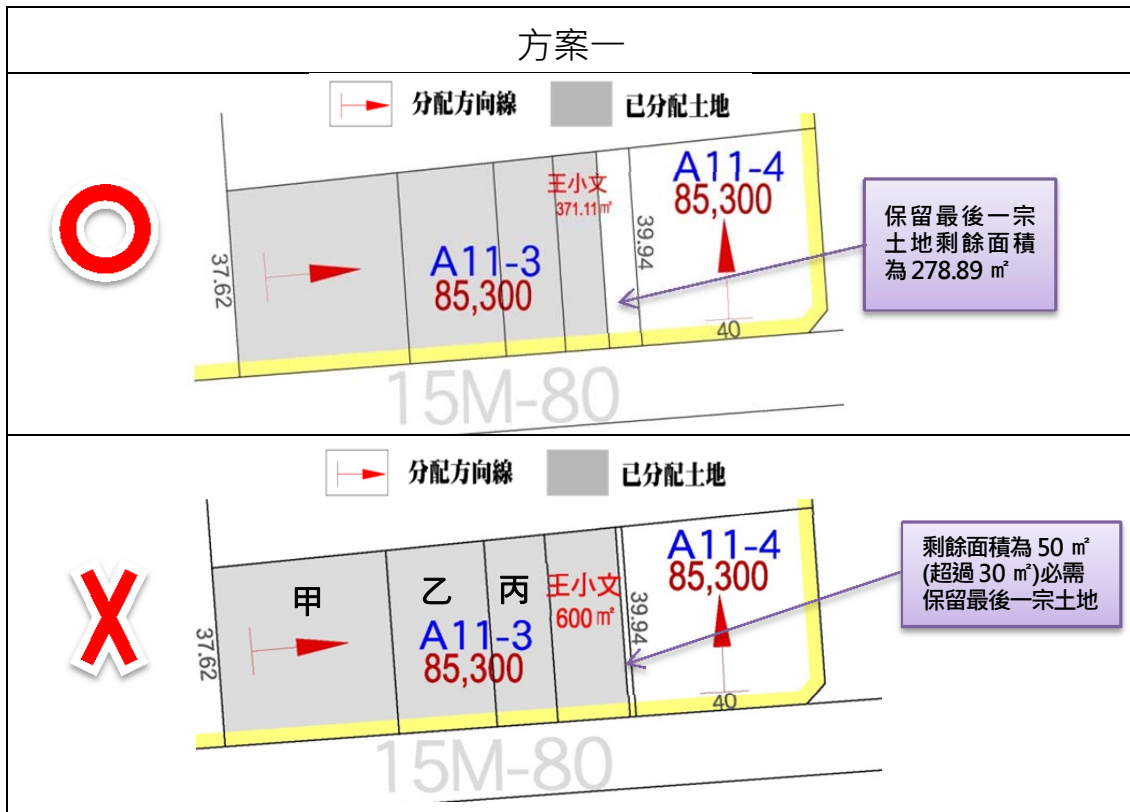 方案一
分配方向線
已分配土地
王小文
371.11㎡
A11-4
85,300
37.62
A11-3
85,300
39.94
40
15M-80
保留最後一宗
土地剩餘面積
為 278.89 ㎡
分配方向線
已分配土地
甲
乙
丙
王小文
600㎡
A11-4
85,300
37.62
A11-3
85,300
39.94
40
15M-80
剩餘面積為 50 ㎡
(超過 30 ㎡)必需
保留最後一宗土地